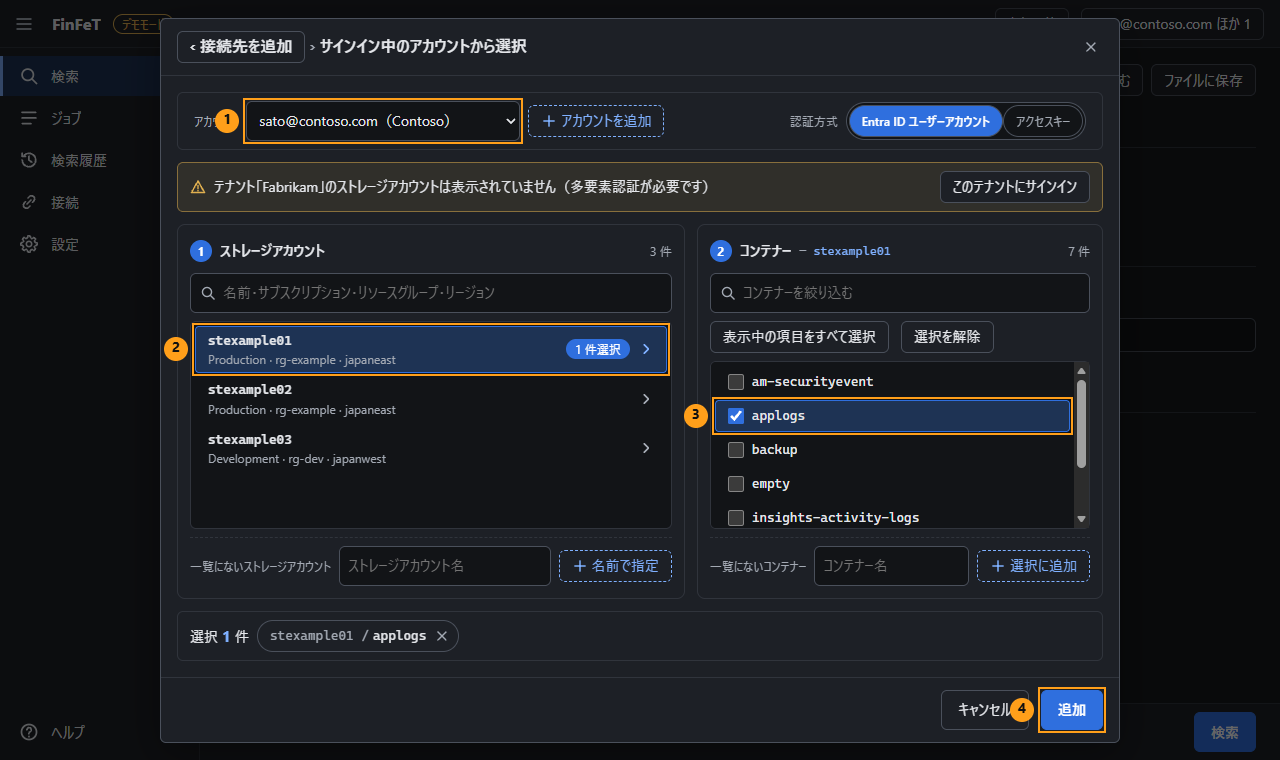 FinFeT
デモモード
@contoso.com ほか 1
‹ 接続先を追加 › サインイン中のアカウントから選択
×
検索
ジョブ
検索履歴
接続
設定
ヘルプ
む
ファイルに保存
アカ
1
sato@contoso.com（Contoso）
＋ アカウントを追加
認証方式
Entra ID ユーザーアカウント
アクセスキー
テナント「Fabrikam」のストレージアカウントは表示されていません（多要素認証が必要です）
このテナントにサインイン
1 ストレージアカウント
3 件
名前・サブスクリプション・リソースグループ・リージョン
2
stexample01
Production · rg-example · japaneast
1 件選択
stexample02
Production · rg-example · japaneast
stexample03
Development · rg-dev · japanwest
一覧にないストレージアカウント
ストレージアカウント名
＋ 名前で指定
2 コンテナー – stexample01
7 件
コンテナーを絞り込む
表示中の項目をすべて選択
選択を解除
am-securityevent
3
applogs
backup
empty
insights-activity-logs
一覧にないコンテナー
コンテナー名
＋ 選択に追加
選択 1 件
stexample01 / applogs ×
キャンセル
4
追加
検索